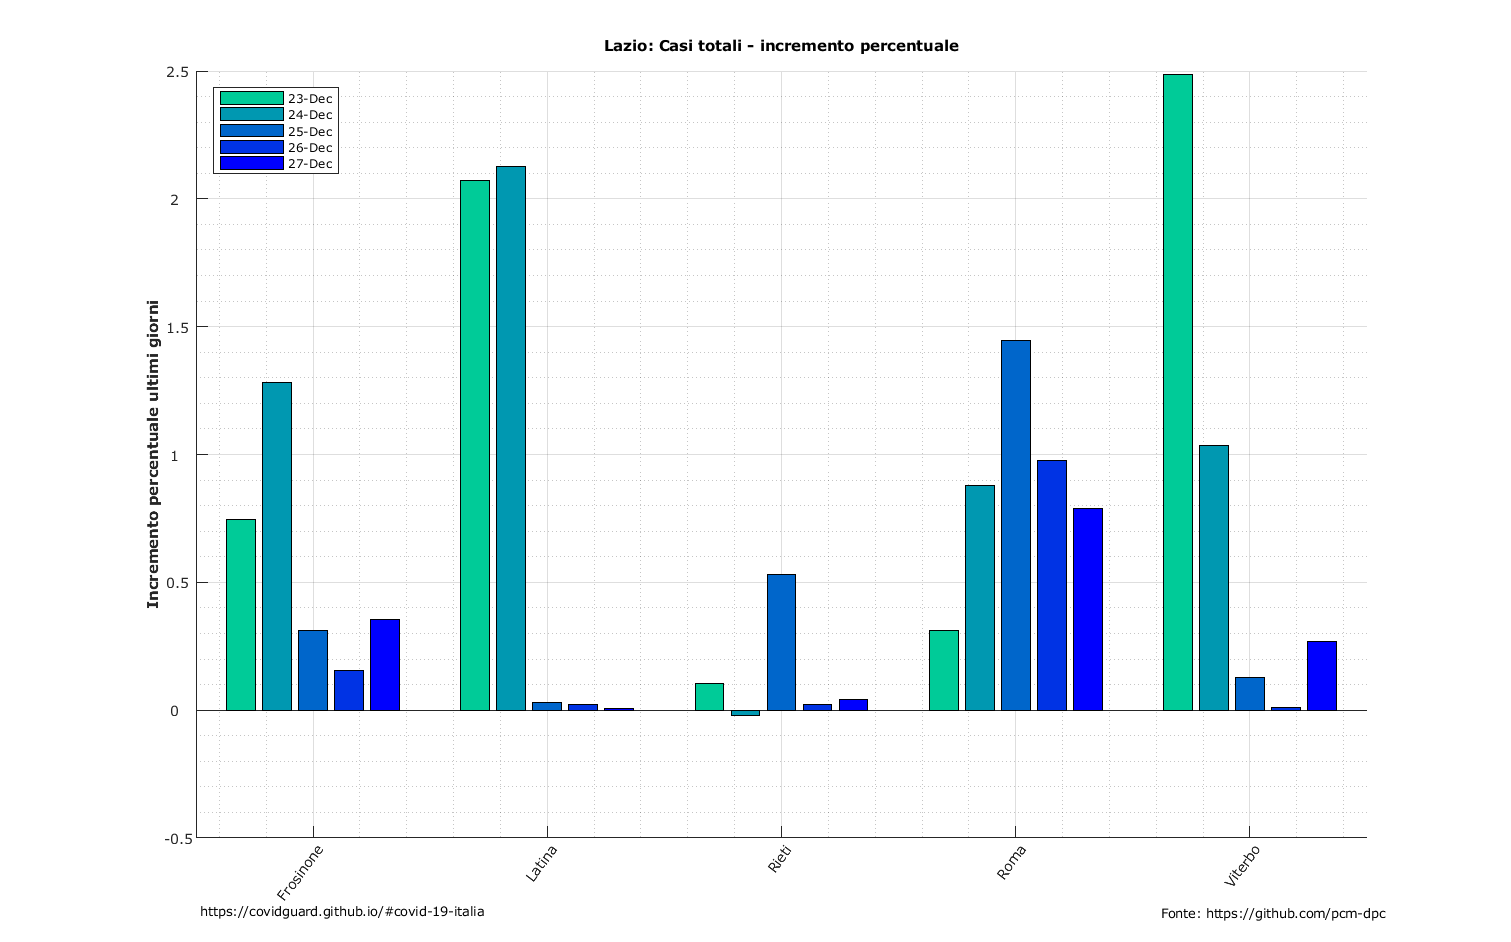 Lazio: Casi totali - incremento percentuale
2.5
2
1.5
1
0.5
0
-0.5
Incremento percentuale ultimi giorni
23-Dec
24-Dec
25-Dec
26-Dec
27-Dec
Frosinone
Latina
Rieti
Roma
Viterbo
https://covidguard.github.io/#covid-19-italia
Fonte: https://github.com/pcm-dpc